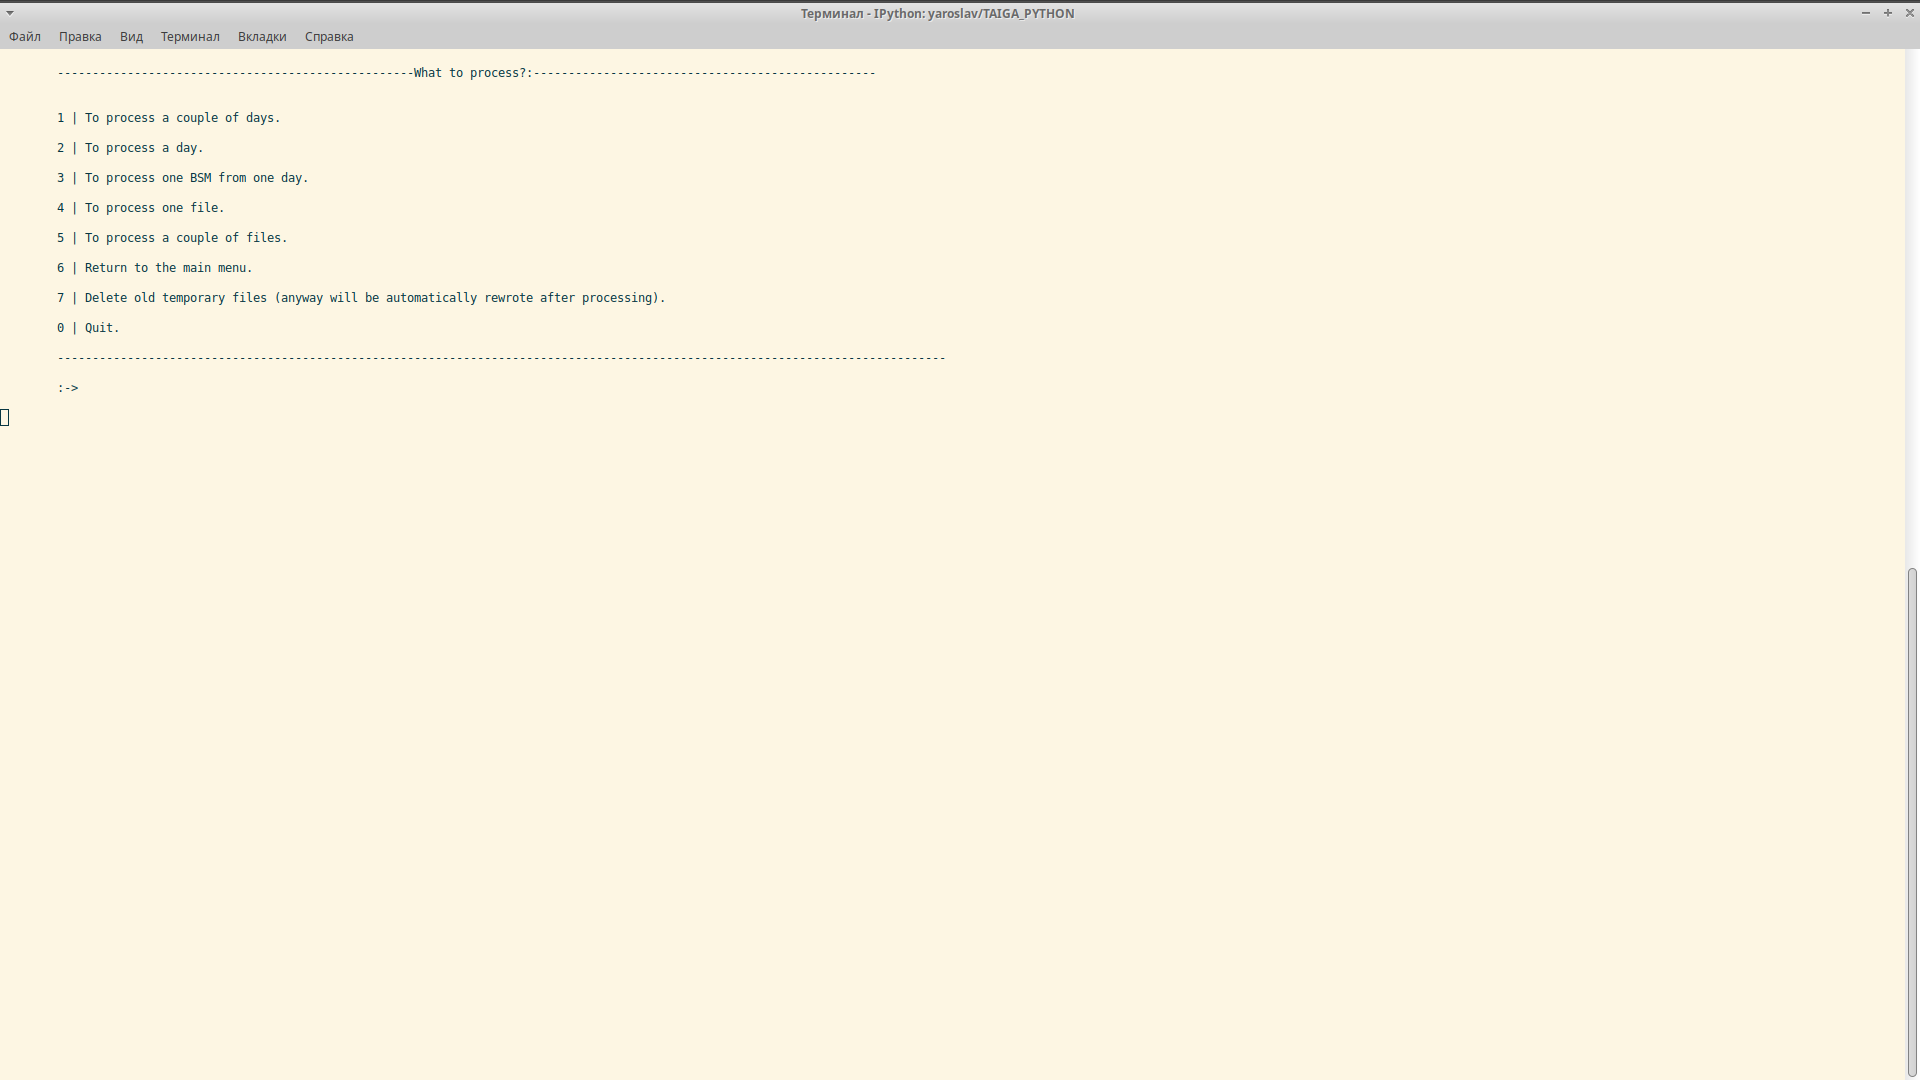 Терминал - IPython: yaroslav/TAIGA_PYTHON
Файл Правка Вид Терминал Вкладки Справка
---------------------------------------------------What to process?:-------------------------------------------------
1 | To process a couple of days.
2 | To process a day.
3 | To process one BSM from one day.
4 | To process one file.
5 | To process a couple of files.
6 | Return to the main menu.
7 | Delete old temporary files (anyway will be automatically rewrote after processing).
0 | Quit.
-------------------------------------------------------------------------------------------------------------------------------
:->